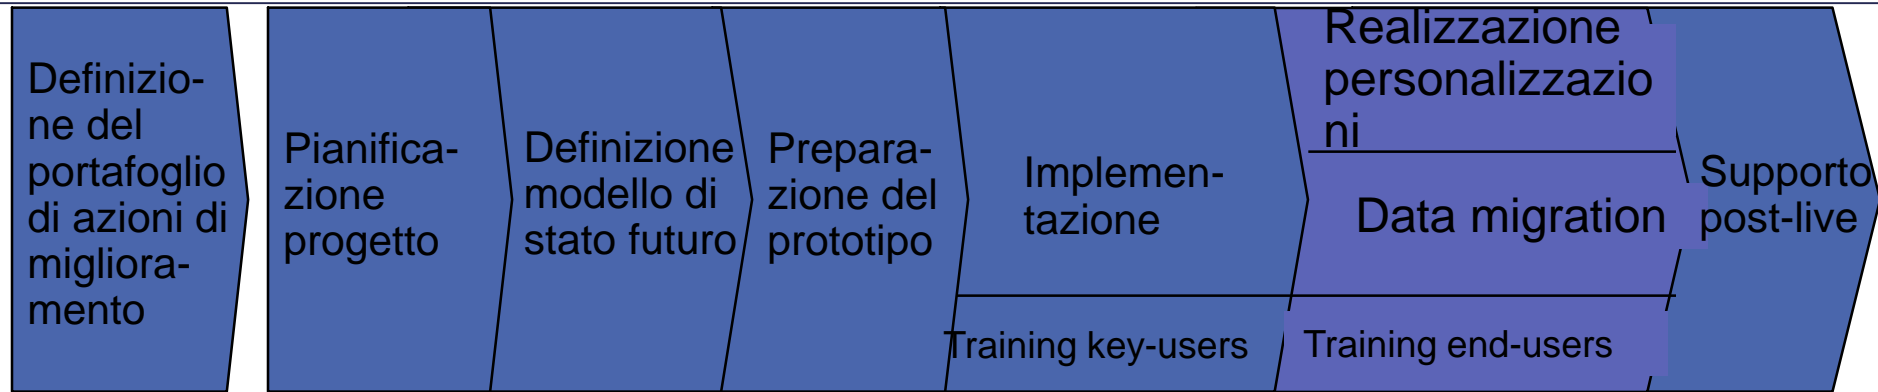 Definizio-
ne del
portafoglio
di azioni di
migliora-
mento
Pianifica-
zione
progetto
Definizione
modello di
stato futuro
Prepara-
zione del
prototipo
Implemen-
tazione
Training key-users
Realizzazione
personalizzazio
ni
Data migration
Training end-users
Supporto
post-live